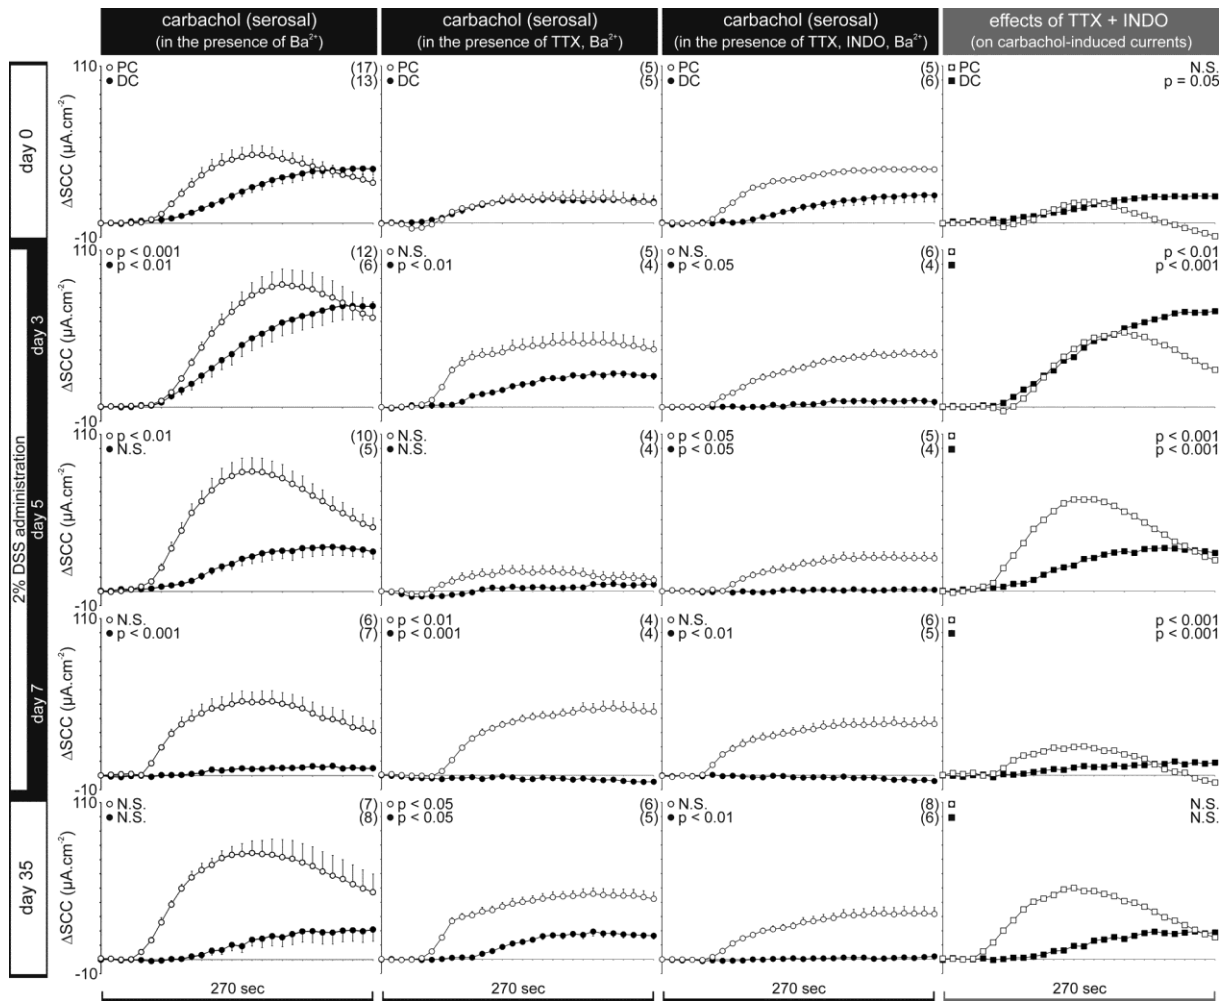 carbachol (serosal)
(in the presence of Ba²⁺)
carbachol (serosal)
(in the presence of TTX, Ba²⁺)
carbachol (serosal)
(in the presence of TTX, INDO, Ba²⁺)
effects of TTX + INDO
(on carbachol-induced currents)
day 0
110
ΔSCC (µA.cm⁻²)
-10
○ PC (17)
● DC (13)
○ PC (5)
● DC (5)
○ PC (5)
● DC (6)
□ PC N.S.
■ DC p = 0.05
2% DSS administration
day 3
110
ΔSCC (µA.cm⁻²)
-10
○ p < 0.001 (12)
● p < 0.01 (6)
○ N.S. (5)
● p < 0.01 (4)
○ N.S. (6)
● p < 0.05 (4)
□ p < 0.01
■ p < 0.001
day 5
110
ΔSCC (µA.cm⁻²)
-10
○ p < 0.01 (10)
● N.S. (5)
○ N.S. (4)
● N.S. (4)
○ p < 0.05 (5)
● p < 0.05 (4)
□ p < 0.001
■ p < 0.001
day 7
110
ΔSCC (µA.cm⁻²)
-10
○ N.S. (6)
● p < 0.001 (7)
○ p < 0.01 (4)
● p < 0.001 (4)
○ N.S. (6)
● p < 0.01 (5)
□ p < 0.001
■ p < 0.001
day 35
110
ΔSCC (µA.cm⁻²)
-10
○ N.S. (7)
● N.S. (8)
○ p < 0.05 (6)
● p < 0.05 (5)
○ N.S. (8)
● p < 0.01 (6)
□ N.S.
■ N.S.
270 sec
270 sec
270 sec
270 sec